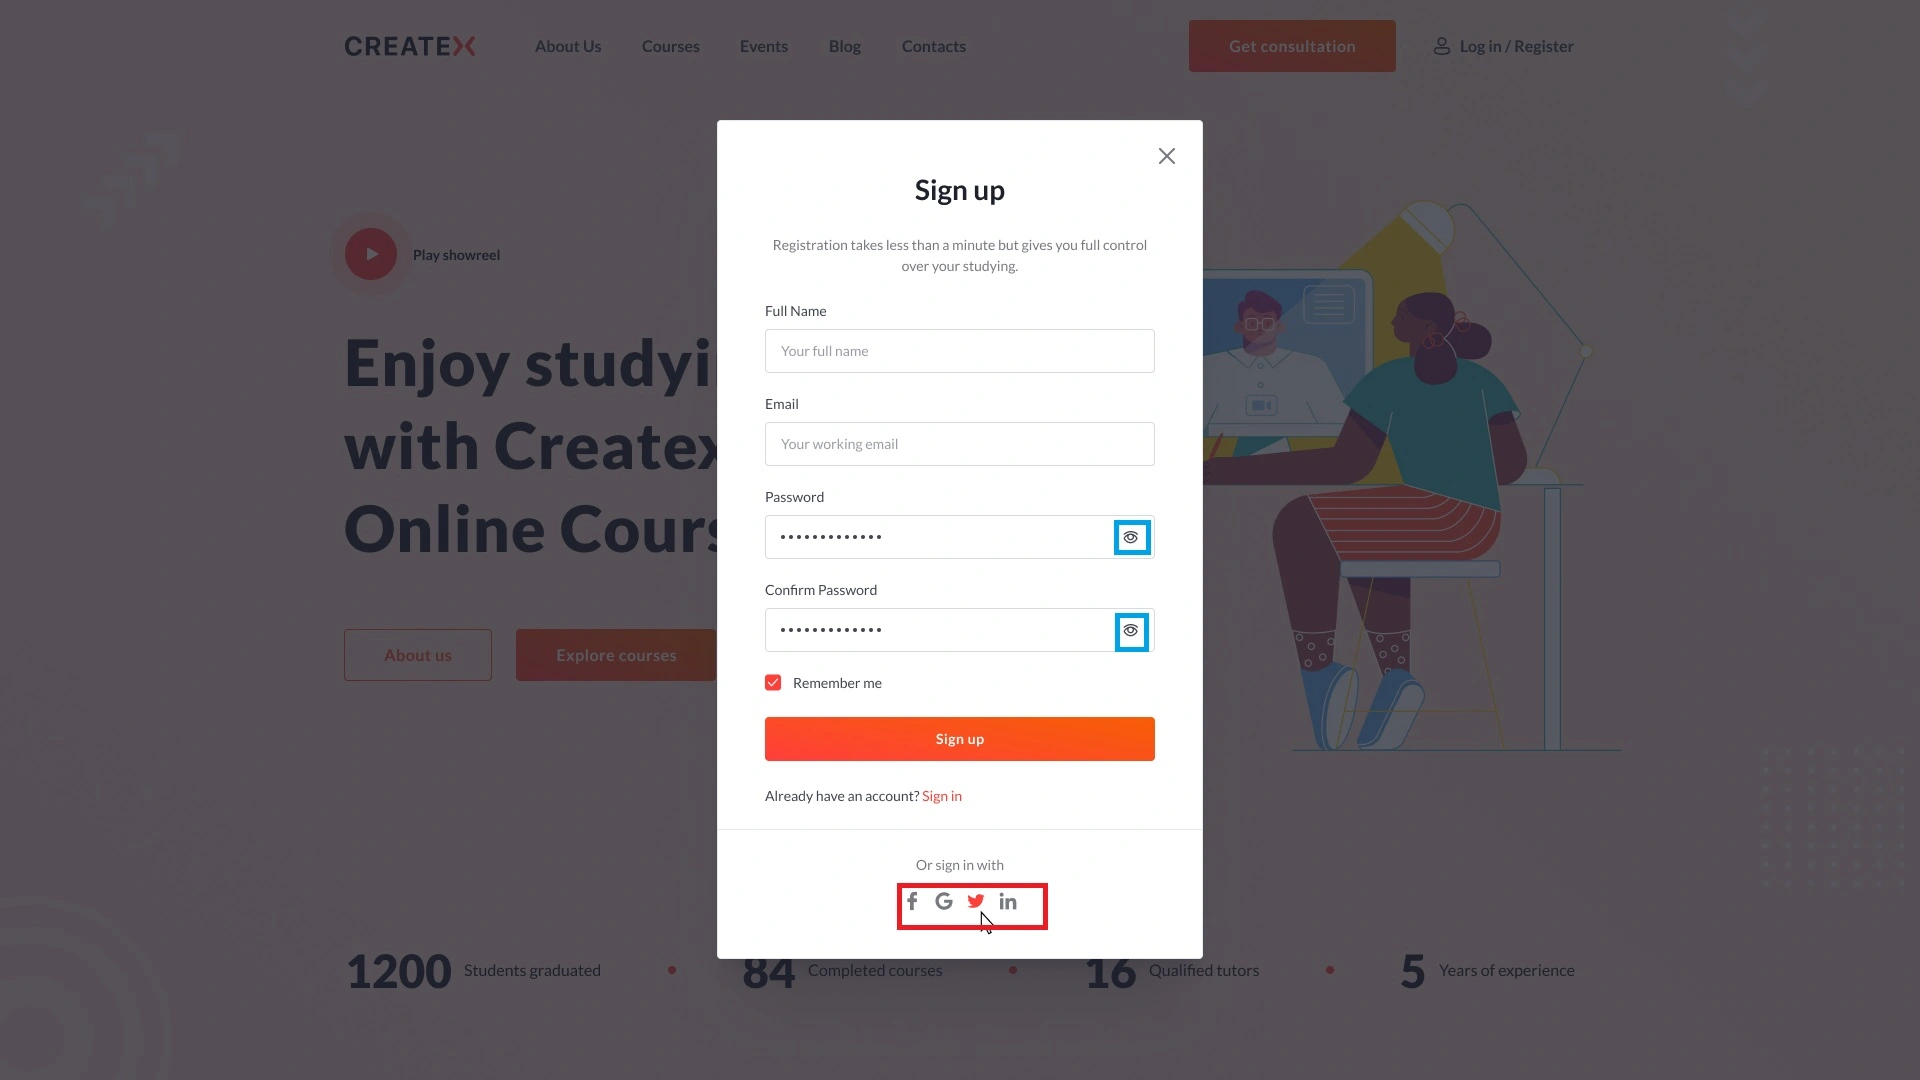 CREATEX
About Us
Courses
Events
Blog
Contacts
Get consultation
Log in / Register
Play showreel
Enjoy studyi
with Createx
Online Cours
About us
Explore courses
Sign up
Registration takes less than a minute but gives you full control
over your studying.
Full Name
Your full name
Email
Your working email
Password
Confirm Password
Remember me
Sign up
Already have an account? Sign in
Or sign in with
f G in
1200 Students graduated
84 Completed courses
16 Qualified tutors
5 Years of experience